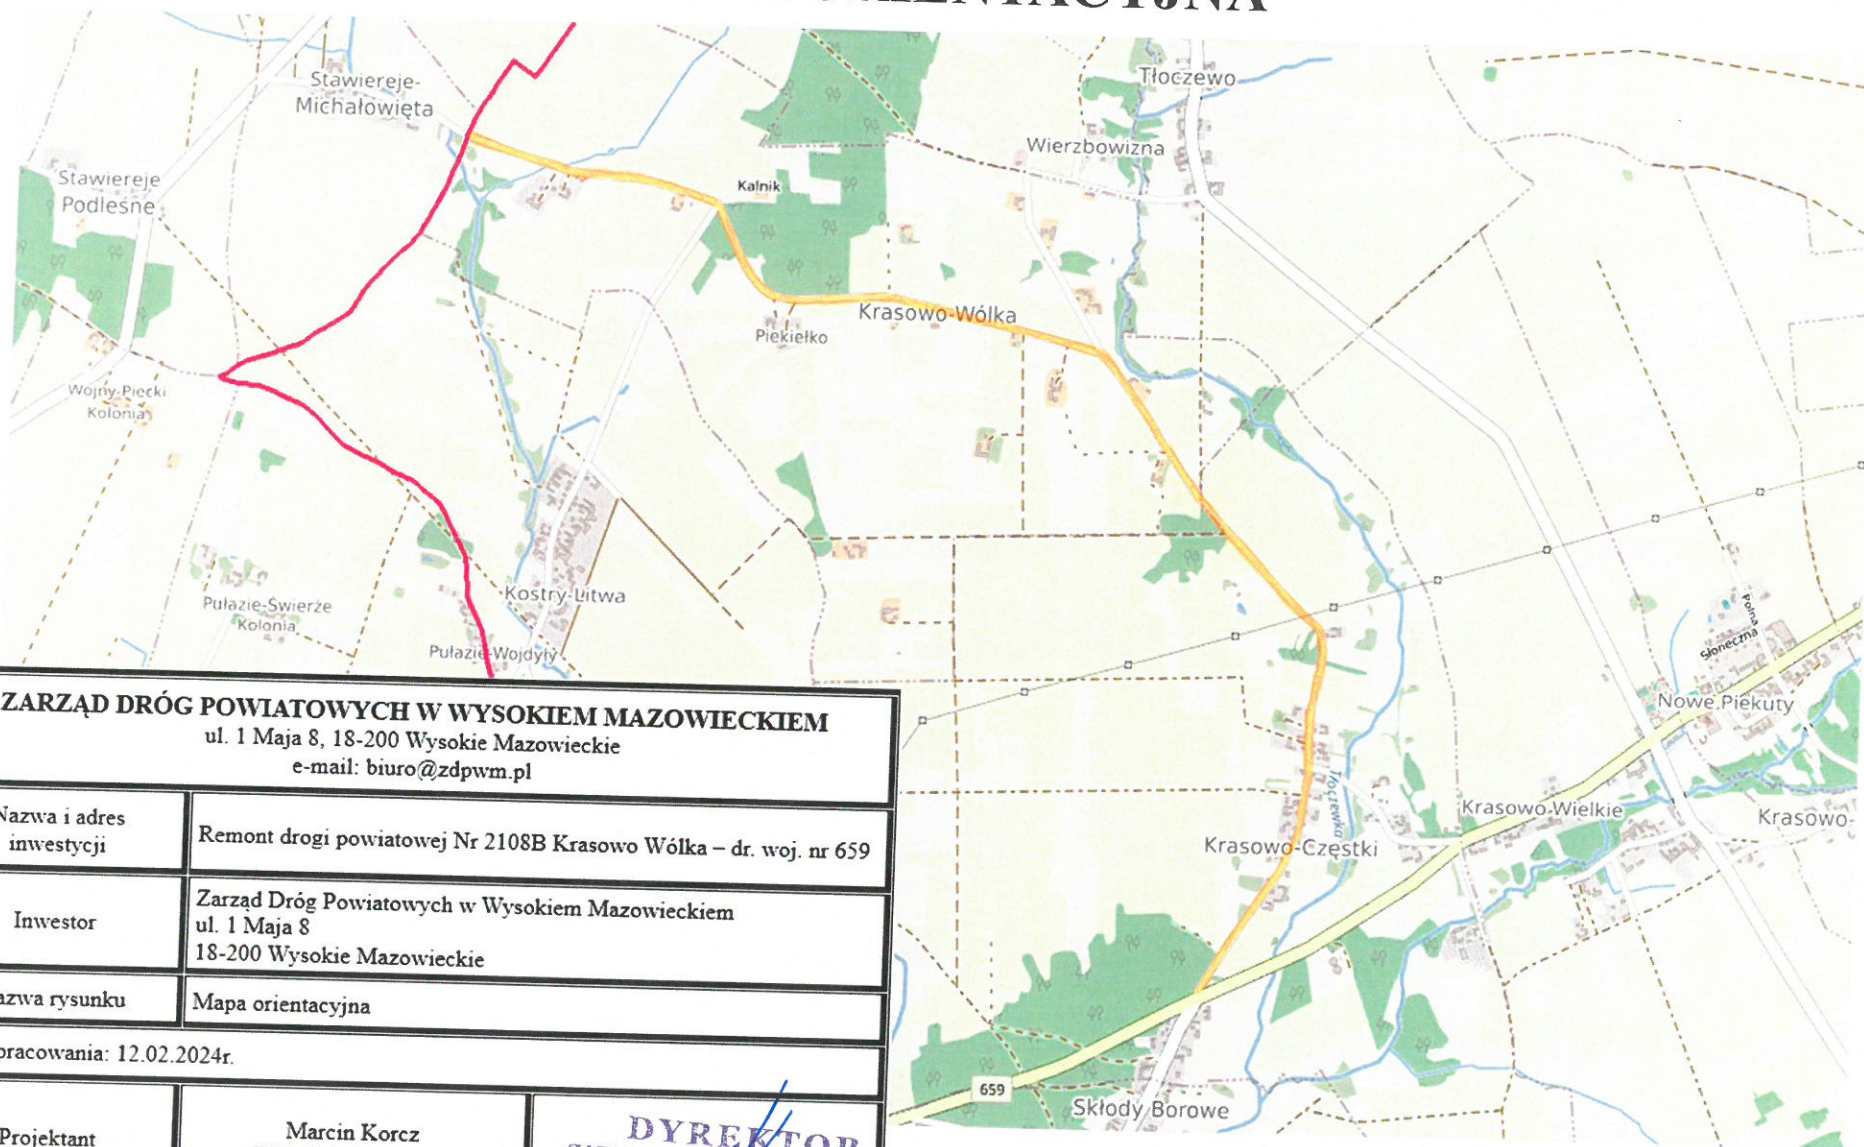 Tłoczewo
Stawiereje-
Michałowięta
Wierzbowizna
Stawiereje
Podleśne
Kalnik
Krasowo-Wólka
Piekiełko
Wojny-Piecki
Kolonia
Kostry-Litwa
Pułazie-Świerże
Kolonia
Pułazie-Wojdyły
Polna
Słoneczna
Nowe Piekuty
Tłoczewka
Krasowo-Wielkie
Krasowo-
Krasowo-Częstki
659
Skłody Borowe
ZARZĄD DRÓG POWIATOWYCH W WYSOKIEM MAZOWIECKIEM
ul. 1 Maja 8, 18-200 Wysokie Mazowieckie
e-mail: biuro@zdpwm.pl
Nazwa i adres
inwestycji
Remont drogi powiatowej Nr 2108B Krasowo Wólka – dr. woj. nr 659
Inwestor
Zarząd Dróg Powiatowych w Wysokiem Mazowieckiem
ul. 1 Maja 8
18-200 Wysokie Mazowieckie
azwa rysunku
Mapa orientacyjna
pracowania: 12.02.2024r.
Projektant
Marcin Korcz
DYREKTOR